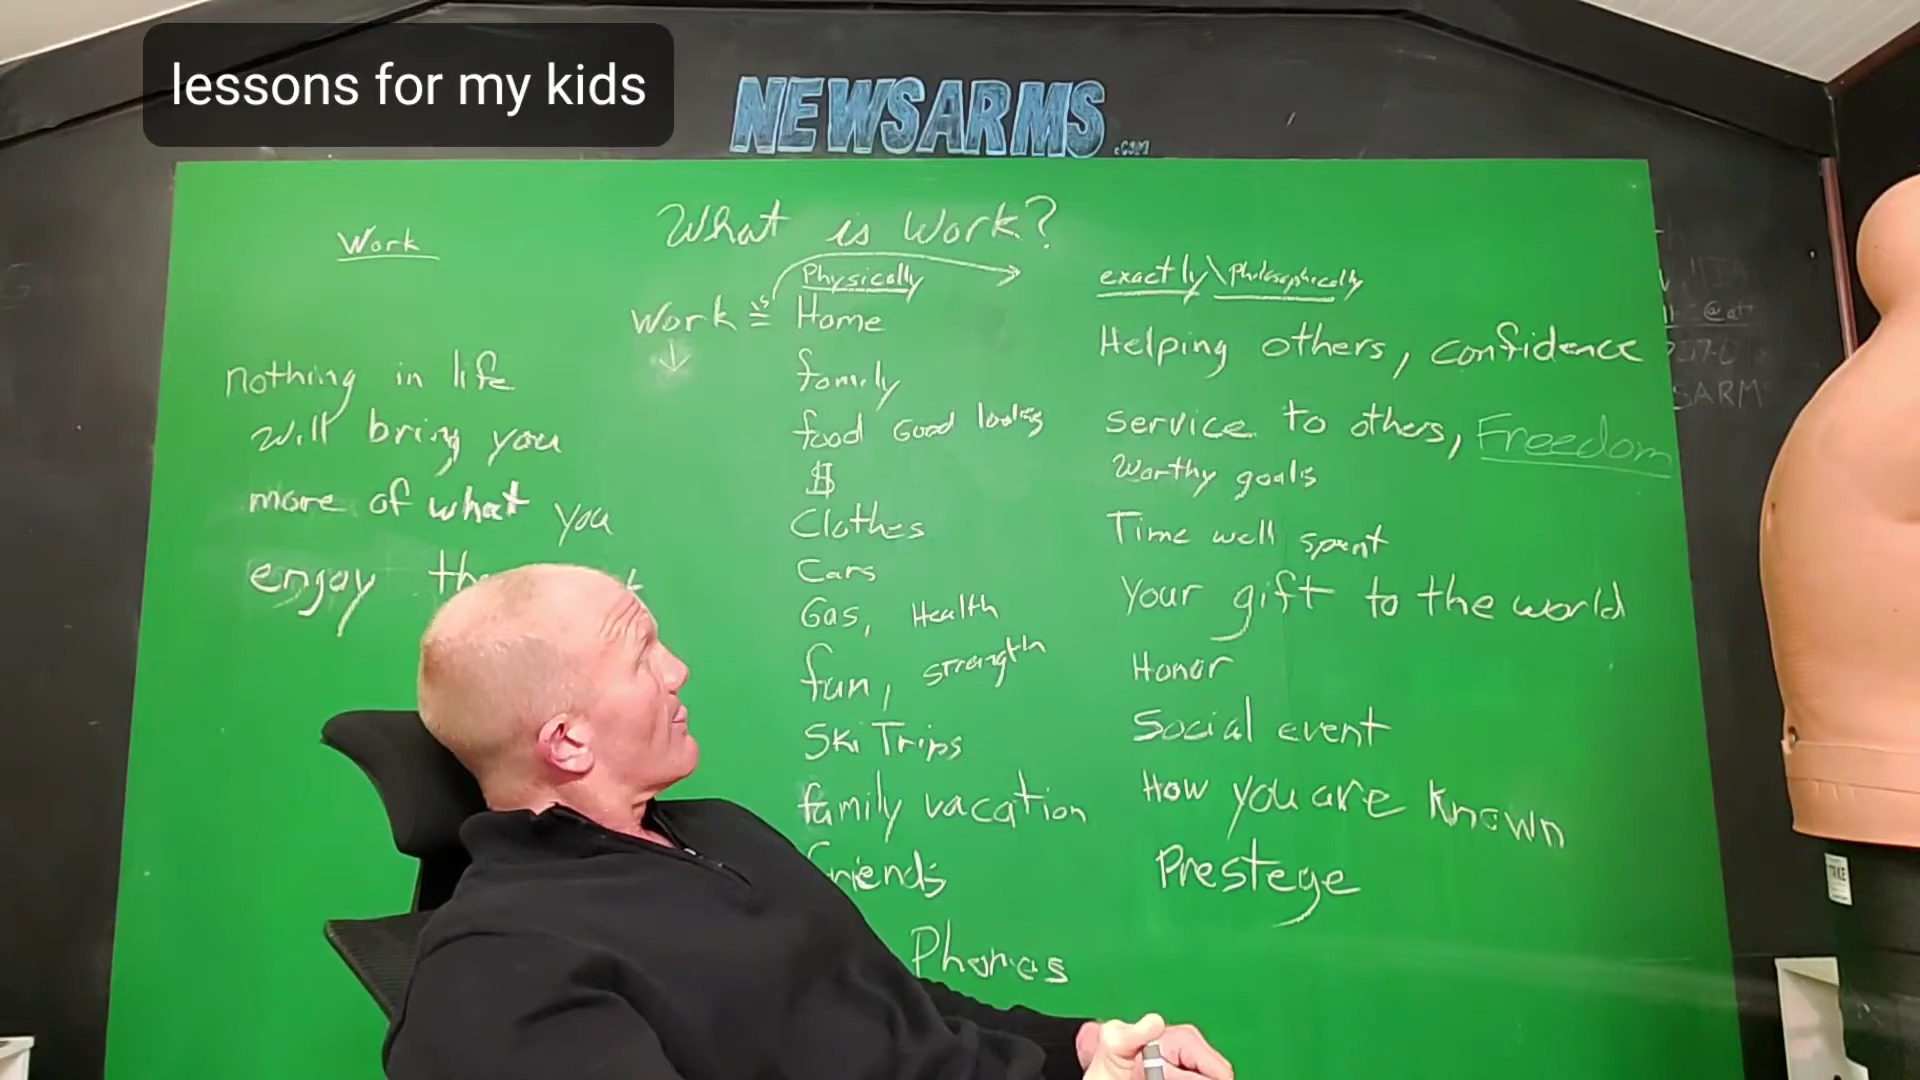 lessons for my kids
NEWSARMS
.COM
What is Work?
Work
nothing in life
will bring you
more of what you
enjoy
Physically
Work is = Home
family
food Good looking
$
Clothes
Cars
Gas, Health
fun, strength
Ski Trips
family vacation
friends
Phones
exactly\philosophically
Helping others, confidence
service to others, Freedom
Worthy goals
Time well spent
Your gift to the world
Honor
Social event
How you are known
Prestege